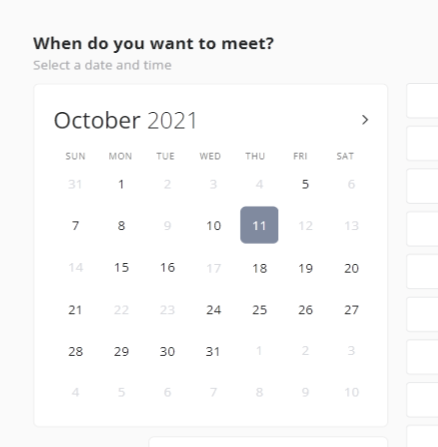 When do you want to meet?
Select a date and time
October 2021
SUN MON TUE WED THU FRI SAT
31 1 2 3 4 5 6
7 8 9 10 11 12 13
14 15 16 17 18 19 20
21 22 23 24 25 26 27
28 29 30 31 1 2 3
4 5 6 7 8 9 10